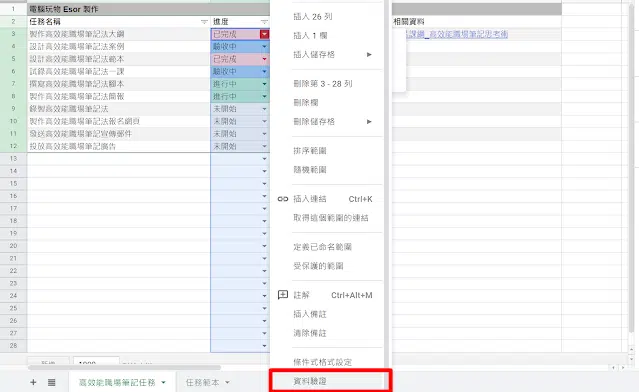 電腦玩物 Esor 製作
任務名稱 進度 相關資料
製作高效能職場筆記法大綱 已完成 課綱_高效能職場筆記思考術
設計高效能職場筆記法案例 驗收中
設計高效能職場筆記法範本 已完成
試錄高效能職場筆記法一課 驗收中
撰寫高效能職場筆記法腳本 進行中
製作高效能職場筆記法簡報 進行中
錄製高效能職場筆記法 未開始
製作高效能職場筆記法報名網頁 未開始
發送高效能職場筆記宣傳郵件 未開始
投放高效能職場筆記廣告 未開始
1
2
3
4
5
6
7
8
9
10
11
12
13
14
15
16
17
18
19
20
21
22
23
24
25
26
27
28
插入 26 列
插入 1 欄
插入儲存格
刪除第 3 - 28 列
刪除欄
刪除儲存格
排序範圍
隨機範圍
插入連結 Ctrl+K
取得這個範圍的連結
定義已命名範圍
受保護的範圍
註解 Ctrl+Alt+M
插入備註
清除備註
條件式格式設定
資料驗證
高效能職場筆記任務 任務範本